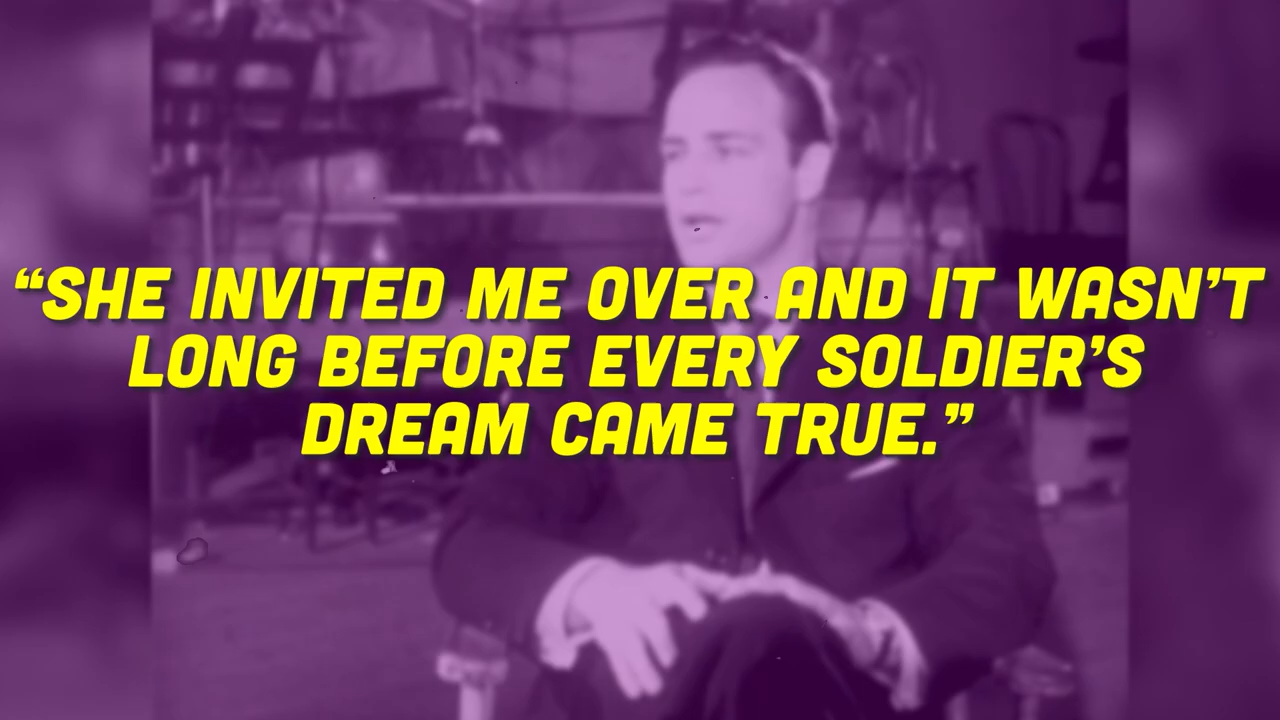 “SHE INVITED ME OVER AND IT WASN’T
LONG BEFORE EVERY SOLDIER’S
DREAM CAME TRUE.”